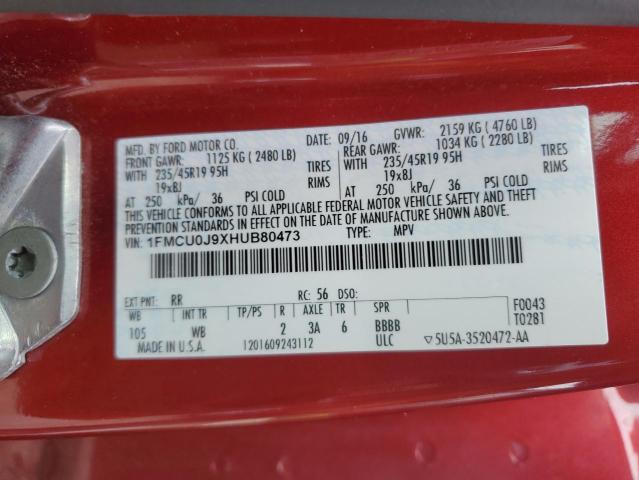 MFD. BY FORD MOTOR CO. DATE: 09/16 GVWR: 2159 KG ( 4760 LB)
FRONT GAWR: 1125 KG ( 2480 LB) REAR GAWR: 1034 KG ( 2280 LB)
WITH 235/45R19 95H TIRES WITH 235/45R19 95H TIRES
19x8J RIMS 19x8J RIMS
AT 250 kPa/ 36 PSI COLD AT 250 kPa/ 36 PSI COLD
THIS VEHICLE CONFORMS TO ALL APPLICABLE FEDERAL MOTOR VEHICLE SAFETY AND THEFT
PREVENTION STANDARDS IN EFFECT ON THE DATE OF MANUFACTURE SHOWN ABOVE.
VIN: 1FMCU0J9XHUB80473 TYPE: MPV
EXT PNT: RR RC: 56 DSO:
WB INT TR TP/PS R AXLE TR SPR F0043
105 WB 2 3A 6 BBBB T0281
MADE IN U.S.A. 1201609243112 ULC 5U5A-3520472-AA